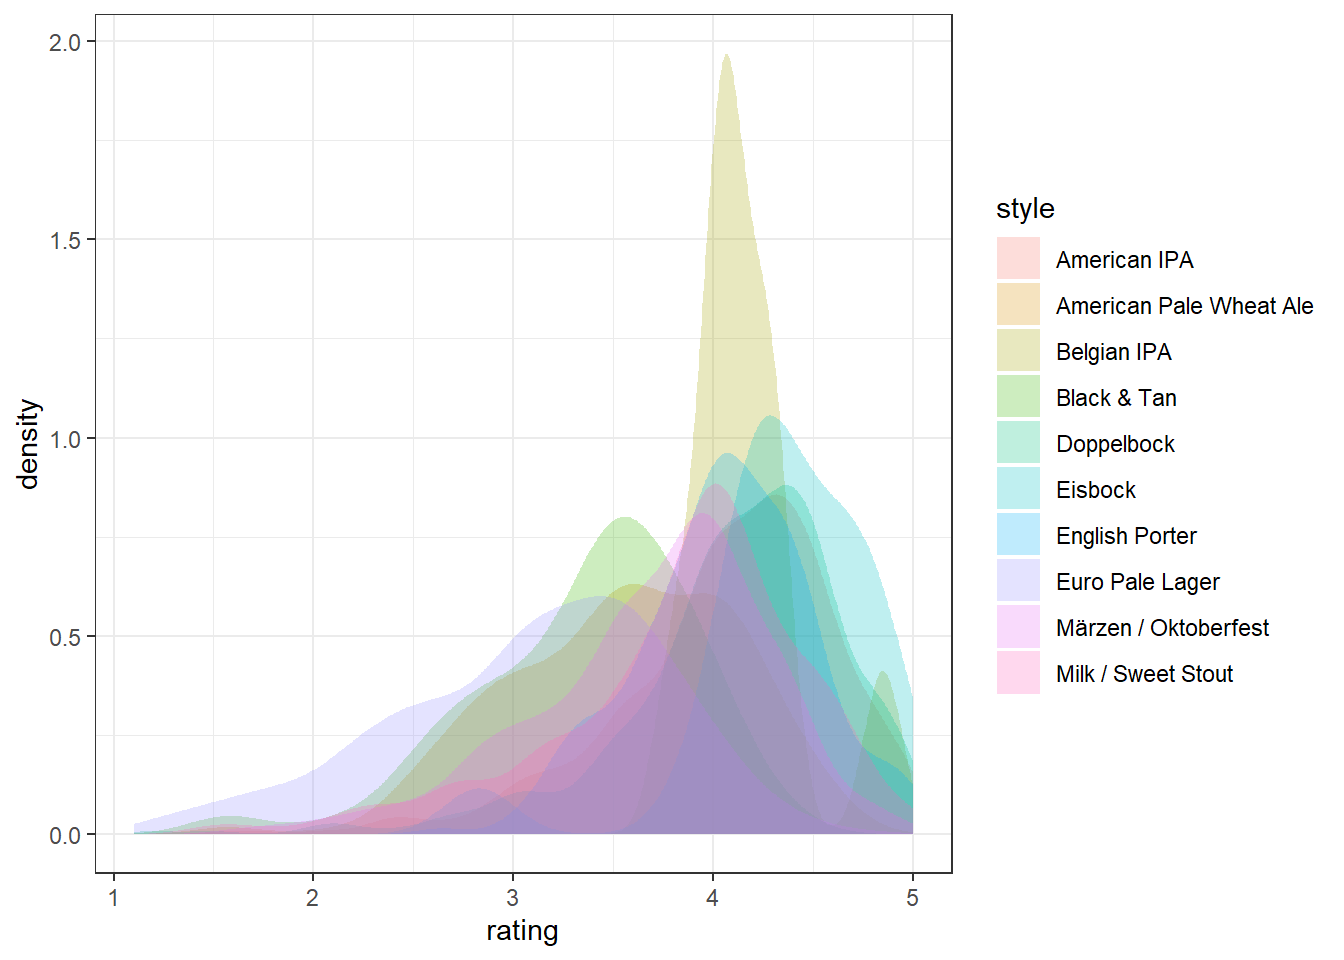 2.0
1.5
1.0
0.5
0.0
density
1 2 3 4 5
rating
style
American IPA
American Pale Wheat Ale
Belgian IPA
Black & Tan
Doppelbock
Eisbock
English Porter
Euro Pale Lager
Märzen / Oktoberfest
Milk / Sweet Stout